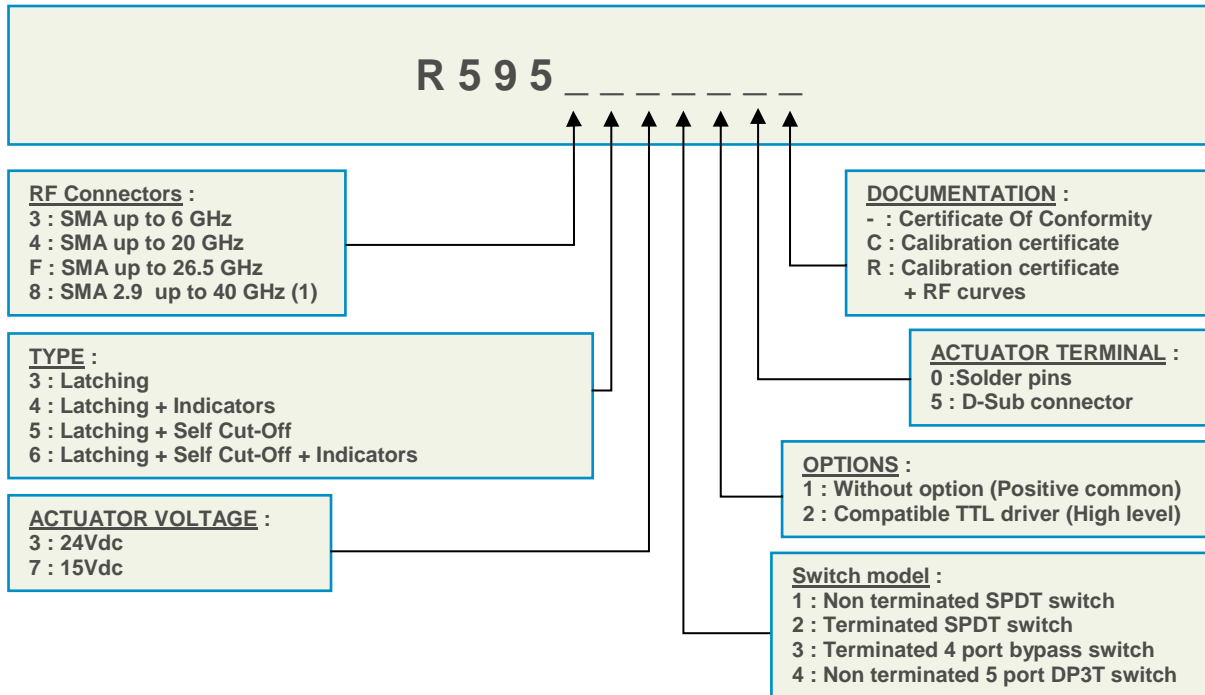 R 5 9 5 _ _ _ _ _ _ _
RF Connectors :
3 : SMA up to 6 GHz
4 : SMA up to 20 GHz
F : SMA up to 26.5 GHz
8 : SMA 2.9 up to 40 GHz (1)
TYPE :
3 : Latching
4 : Latching + Indicators
5 : Latching + Self Cut-Off
6 : Latching + Self Cut-Off + Indicators
ACTUATOR VOLTAGE :
3 : 24Vdc
7 : 15Vdc
DOCUMENTATION :
- : Certificate Of Conformity
C : Calibration certificate
R : Calibration certificate
+ RF curves
ACTUATOR TERMINAL :
0 :Solder pins
5 : D-Sub connector
OPTIONS :
1 : Without option (Positive common)
2 : Compatible TTL driver (High level)
Switch model :
1 : Non terminated SPDT switch
2 : Terminated SPDT switch
3 : Terminated 4 port bypass switch
4 : Non terminated 5 port DP3T switch